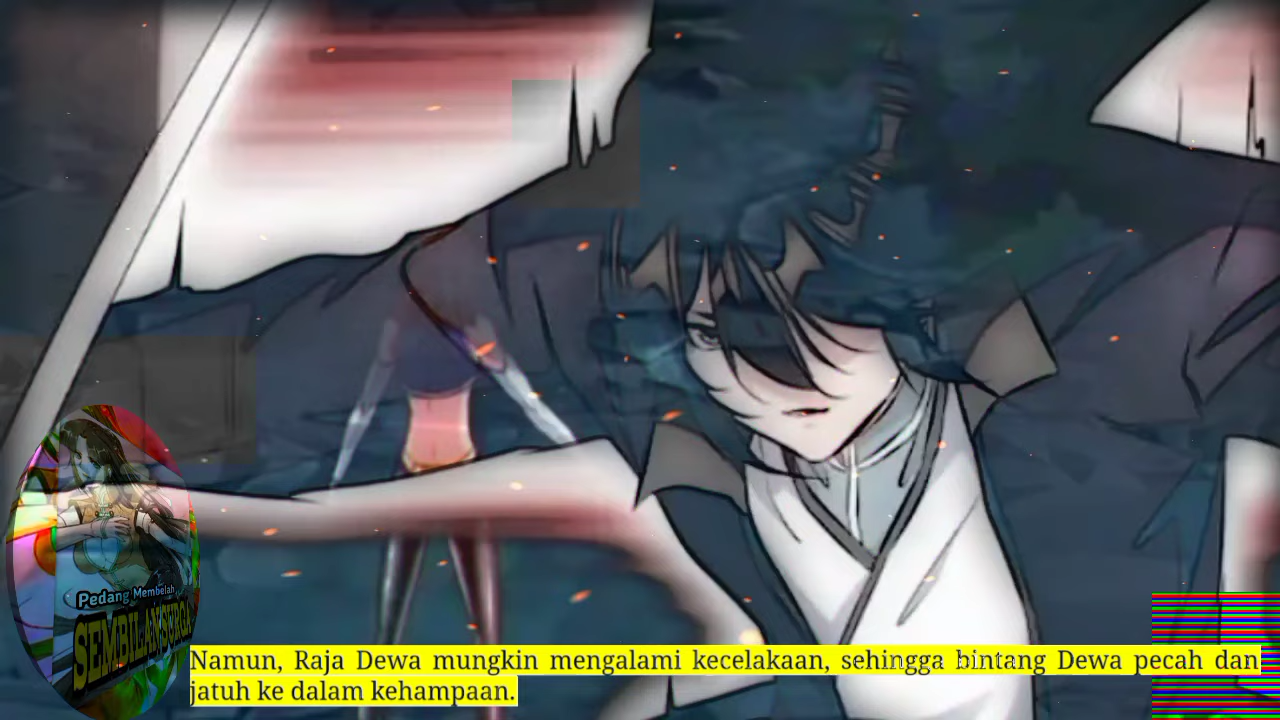 Pedang Membelah
SEMBILAN SURGA
Namun, Raja Dewa mungkin mengalami kecelakaan, sehingga bintang Dewa pecah dan
jatuh ke dalam kehampaan.